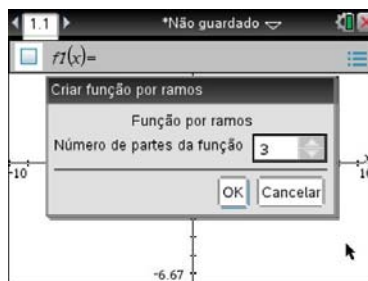 1.1
*Não guardado
f1(x)=
Criar função por ramos
Função por ramos
Número de partes da função 3
-10
x
10
OK Cancelar
-6.67